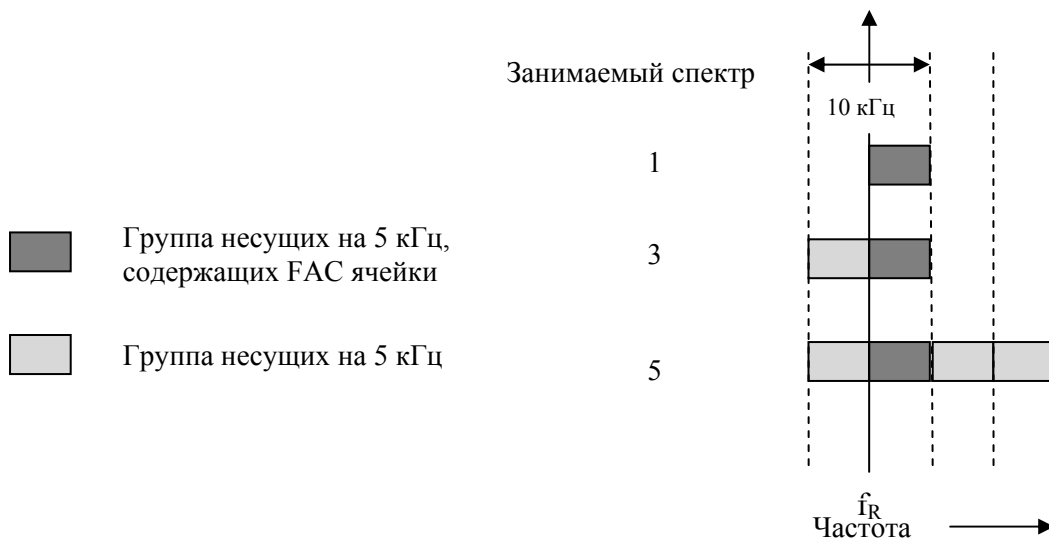 Занимаемый спектр
10 кГц
1
Группа несущих на 5 кГц,
содержащих FAC ячейки
3
Группа несущих на 5 кГц
5
fR
Частота